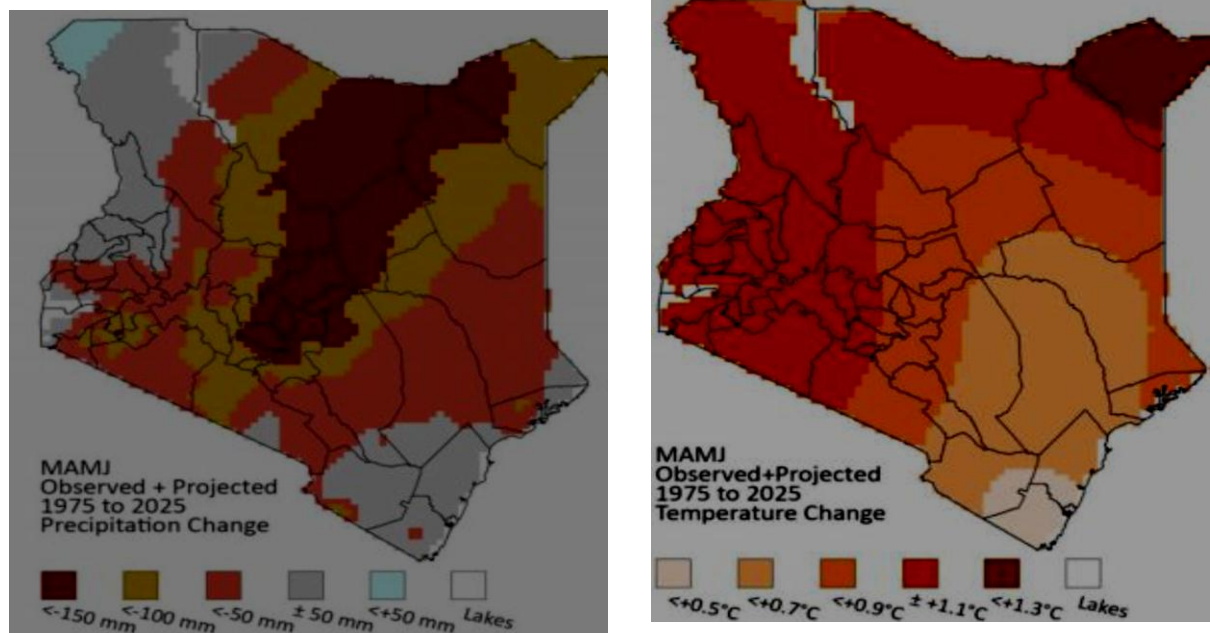 MAMJ
Observed + Projected
1975 to 2025
Precipitation Change
<-150 mm
<-100 mm
<-50 mm
± 50 mm
<+50 mm
Lakes
MAMJ
Observed+Projected
1975 to 2025
Temperature Change
<+0.5°C
<+0.7°C
<+0.9°C
± +1.1°C
<+1.3°C
Lakes